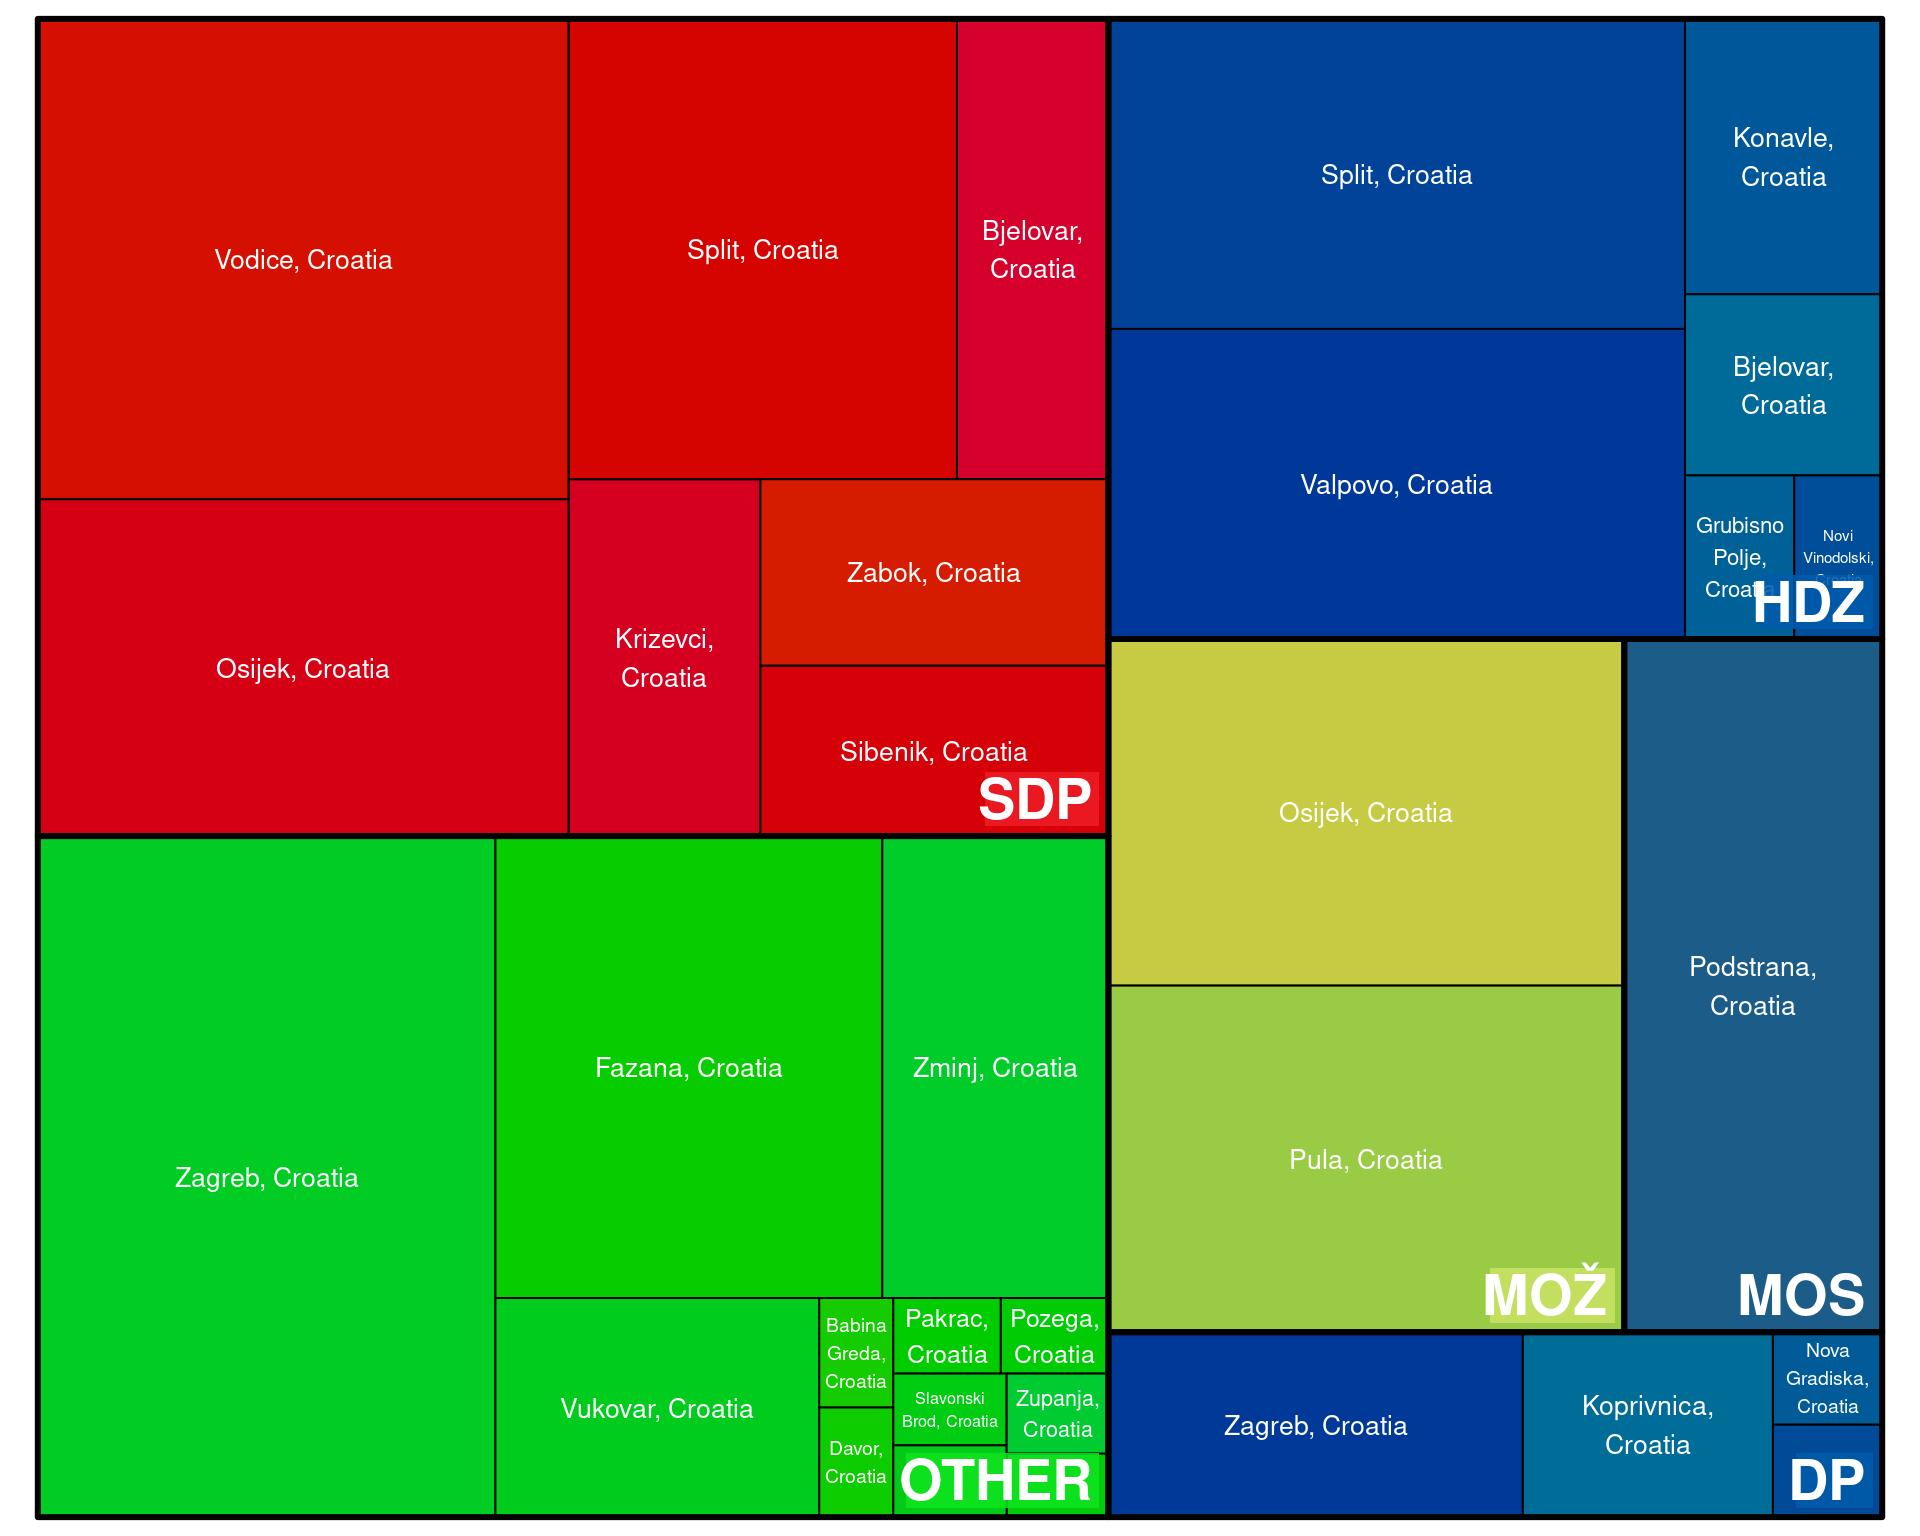 Vodice, Croatia
Split, Croatia
Bjelovar,
Croatia
Osijek, Croatia
Krizevci,
Croatia
Zabok, Croatia
Sibenik, Croatia
SDP
Split, Croatia
Konavle,
Croatia
Bjelovar,
Croatia
Valpovo, Croatia
Grubisno
Polje,
Croatia
Novi
Vinodolski,
Croatia
HDZ
Zagreb, Croatia
Fazana, Croatia
Zminj, Croatia
Vukovar, Croatia
Babina
Greda,
Croatia
Davor,
Croatia
Pakrac,
Croatia
Pozega,
Croatia
Slavonski
Brod, Croatia
Zupanja,
Croatia
OTHER
Osijek, Croatia
Pula, Croatia
MOŽ
Podstrana,
Croatia
MOS
Zagreb, Croatia
Koprivnica,
Croatia
Nova
Gradiska,
Croatia
DP